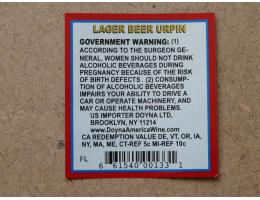 LAGER BEER URPIN
GOVERNMENT WARNING: (1)
ACCORDING TO THE SURGEON GE-
NERAL, WOMEN SHOULD NOT DRINK
ALCOHOLIC BEVERAGES DURING
PREGNANCY BECAUSE OF THE RISK
OF BIRTH DEFECTS . (2) CONSUMP-
TION OF ALCOHOLIC BEVERAGES
IMPAIRS YOUR ABILITY TO DRIVE A
CAR OR OPERATE MACHINERY, AND
MAY CAUSE HEALTH PROBLEMS.
US IMPORTER DOYNA LTD,
BROOKLYN, NY 11214
www.DoynaAmericaWine.com
CA REDEMPTION VALUE DE, VT, OR, IA,
NY, MA, ME, CT-REF 5c MI-REF 10c
FL
6 61540 00133 1